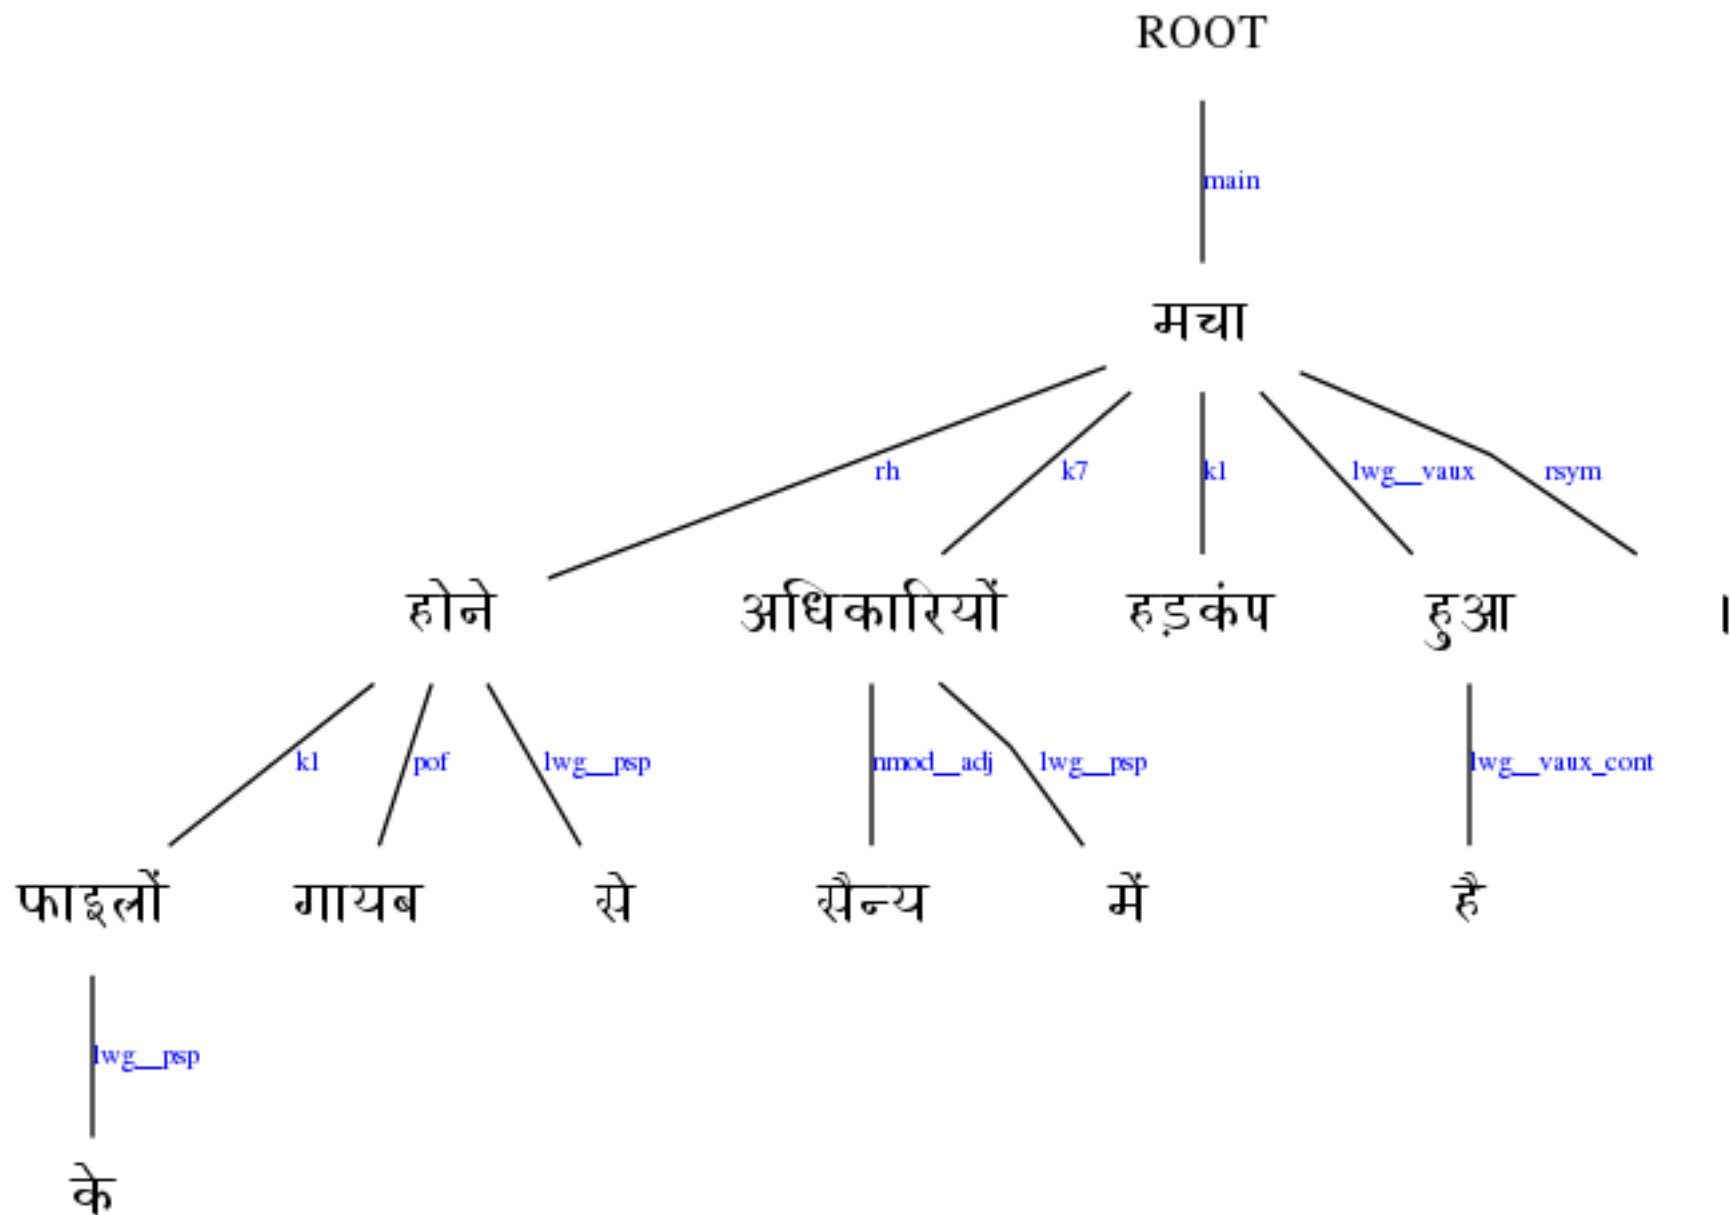 ROOT
main
मचा
rh k7 k1 lwg__vaux rsym
होने अधिकारियों हड़कंप हुआ ।
k1 pof lwg__psp nmod__adj lwg__psp lwg__vaux_cont
फाइलों गायब से सैन्य में है
lwg__psp
के